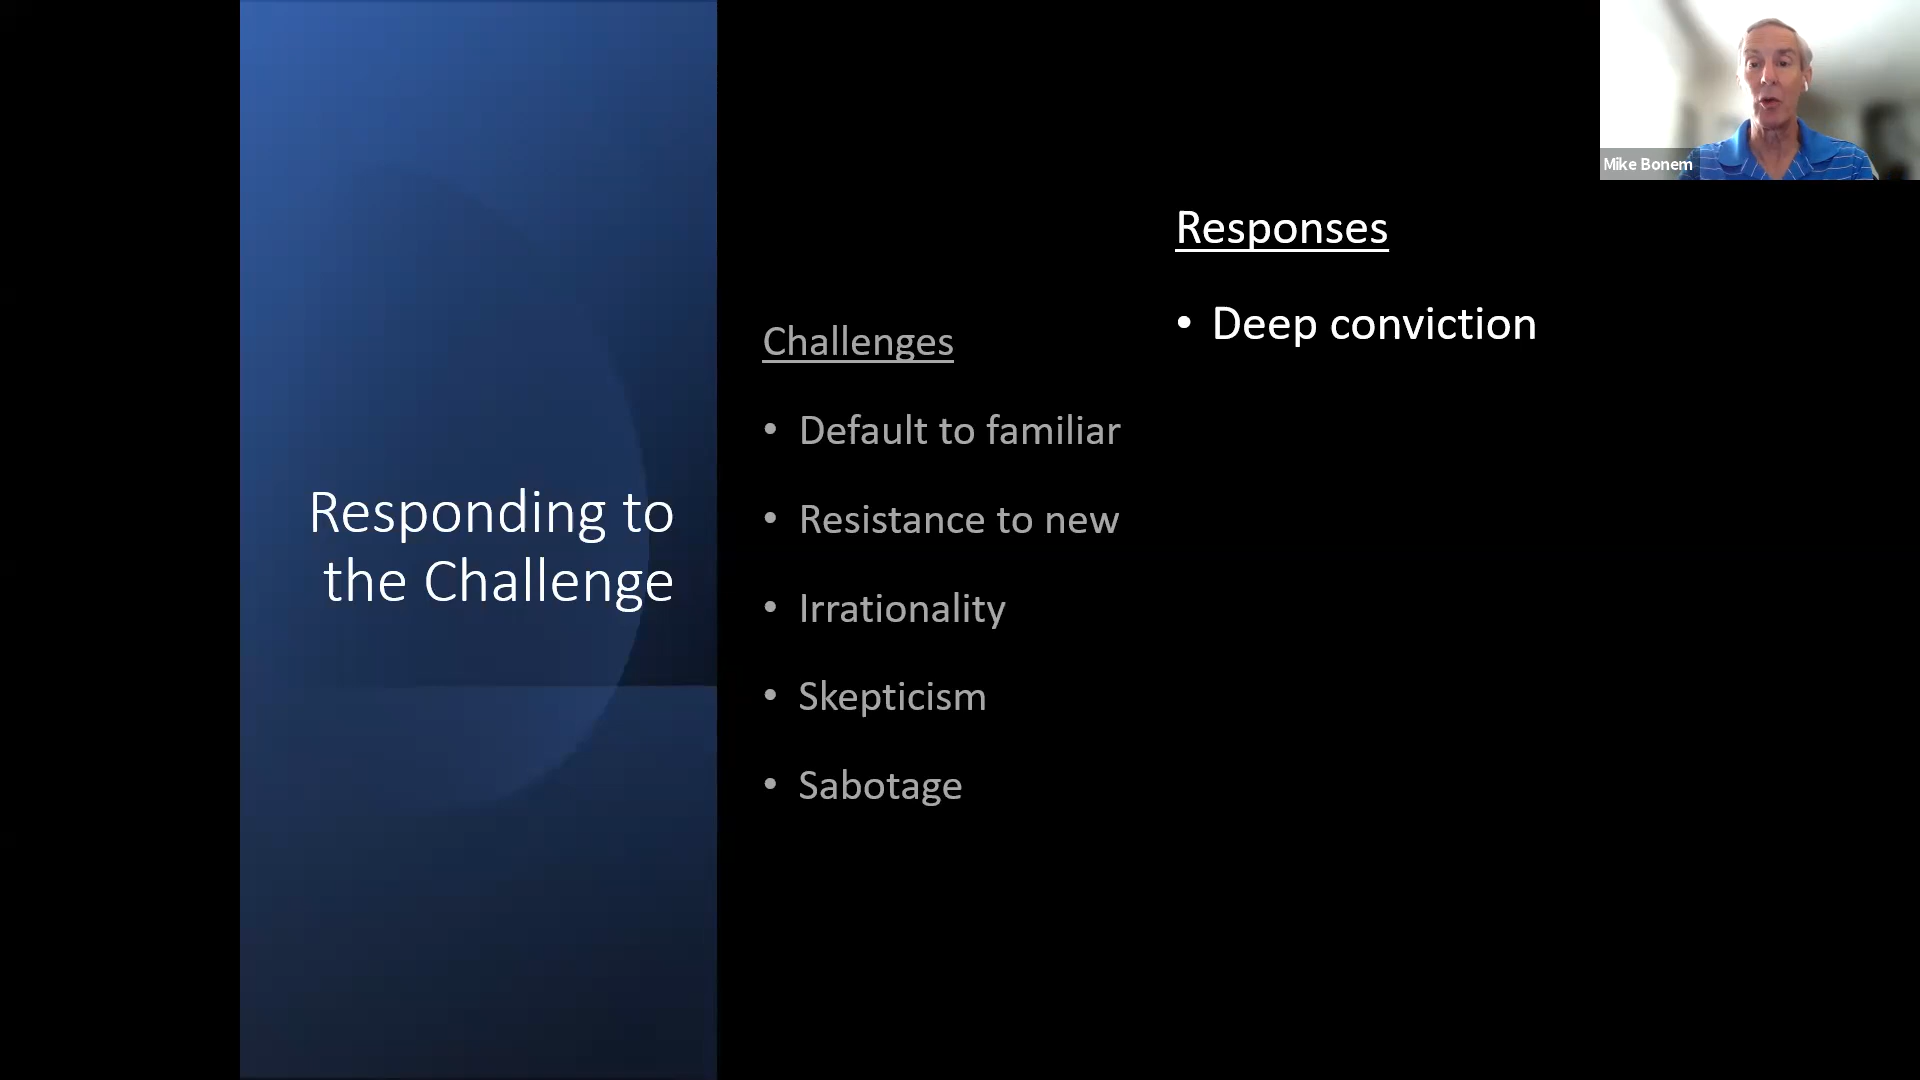 Mike Bonem
Responding to
the Challenge
Challenges
• Default to familiar
• Resistance to new
• Irrationality
• Skepticism
• Sabotage
Responses
• Deep conviction